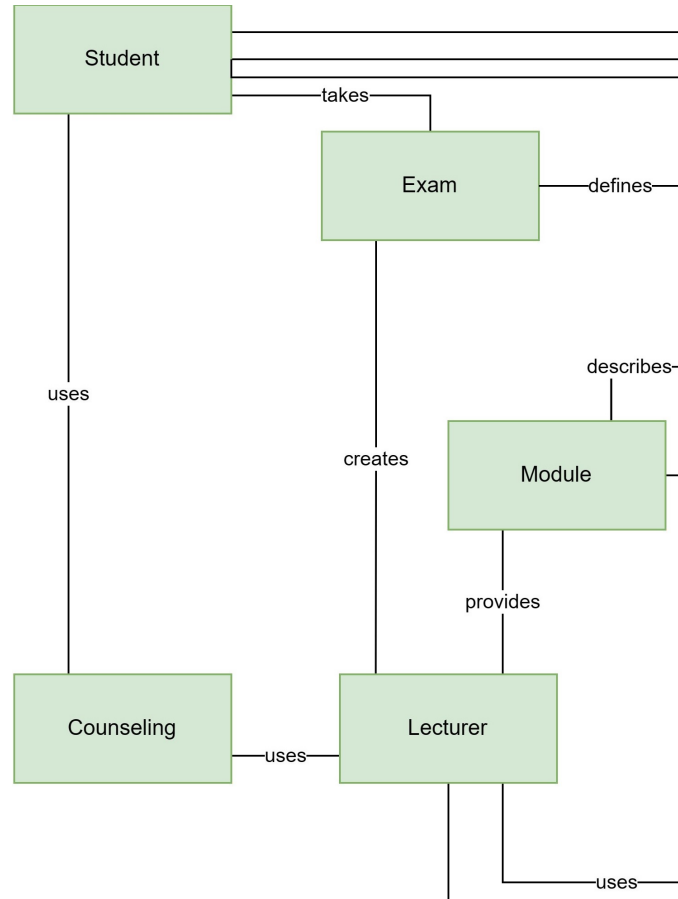 Student
takes
Exam
defines
describes
uses
creates
Module
provides
Counseling
Lecturer
uses
uses